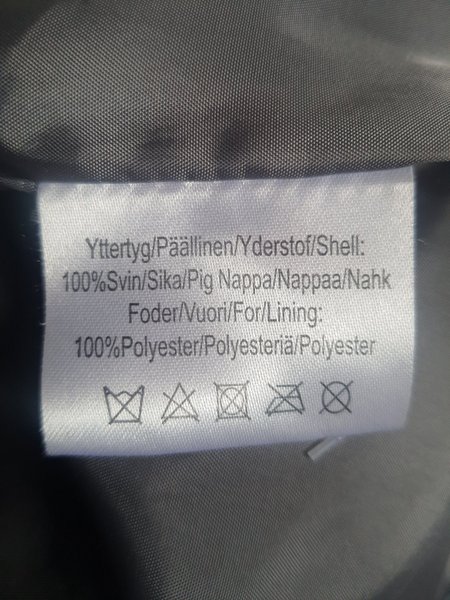 Yttertyg/Päällinen/Yderstof/Shell:
100%Svin/Sika/Pig Nappa/Nappaa/Nahk
Foder/Vuori/For/Lining:
100%Polyester/Polyesteriä/Polyester